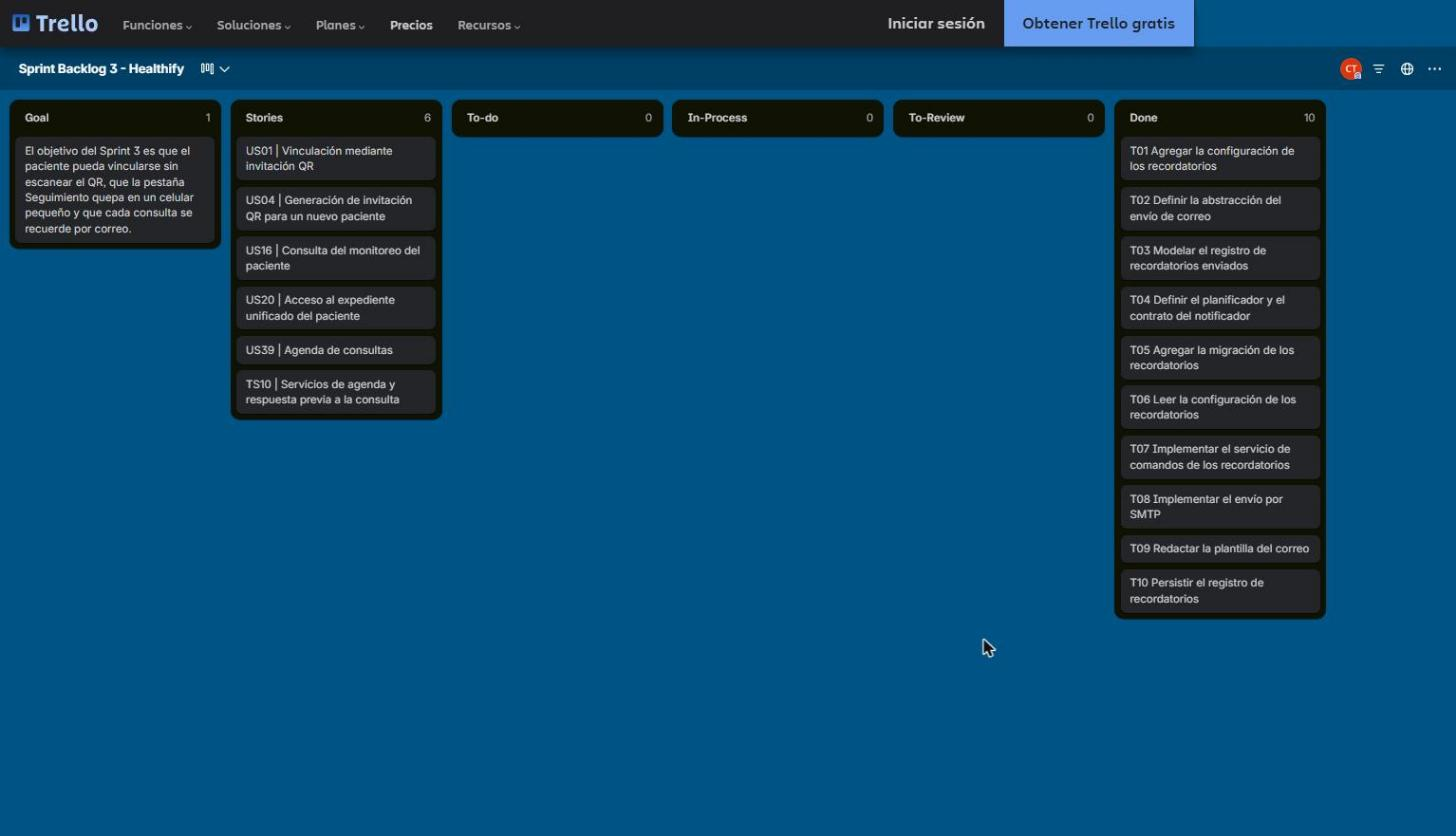 Trello
Funciones
Soluciones
Planes
Precios
Recursos
Iniciar sesión
Obtener Trello gratis
Sprint Backlog 3 - Healthify
CT
Goal 1
El objetivo del Sprint 3 es que el
paciente pueda vincularse sin
escanear el QR, que la pestaña
Seguimiento quepa en un celular
pequeño y que cada consulta se
recuerde por correo.
Stories 6
US01 | Vinculación mediante
invitación QR
US04 | Generación de invitación
QR para un nuevo paciente
US16 | Consulta del monitoreo del
paciente
US20 | Acceso al expediente
unificado del paciente
US39 | Agenda de consultas
TS10 | Servicios de agenda y
respuesta previa a la consulta
To-do 0
In-Process 0
To-Review 0
Done 10
T01 Agregar la configuración de
los recordatorios
T02 Definir la abstracción del
envío de correo
T03 Modelar el registro de
recordatorios enviados
T04 Definir el planificador y el
contrato del notificador
T05 Agregar la migración de los
recordatorios
T06 Leer la configuración de los
recordatorios
T07 Implementar el servicio de
comandos de los recordatorios
T08 Implementar el envío por
SMTP
T09 Redactar la plantilla del correo
T10 Persistir el registro de
recordatorios